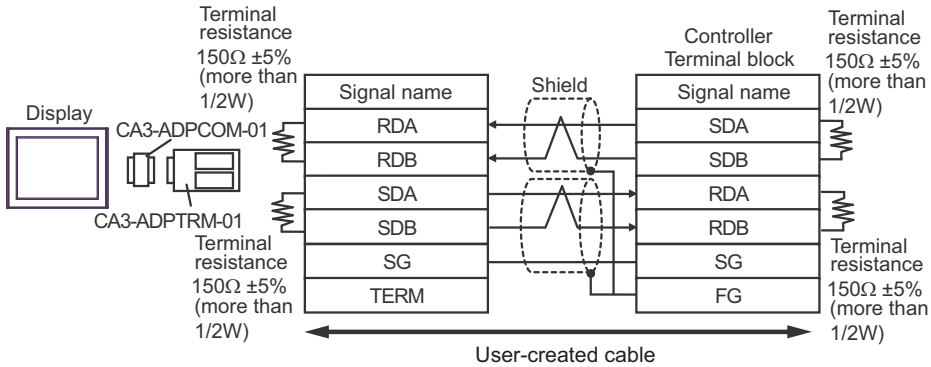 Terminal
resistance
150Ω ±5%
(more than
1/2W)
Controller
Terminal block
Terminal
resistance
150Ω ±5%
(more than
1/2W)
Display
CA3-ADPCOM-01
CA3-ADPTRM-01
Signal name
Shield
Signal name
RDA
SDA
RDB
SDB
SDA
RDA
SDB
RDB
SG
SG
TERM
FG
Terminal
resistance
150Ω ±5%
(more than
1/2W)
Terminal
resistance
150Ω ±5%
(more than
1/2W)
User-created cable